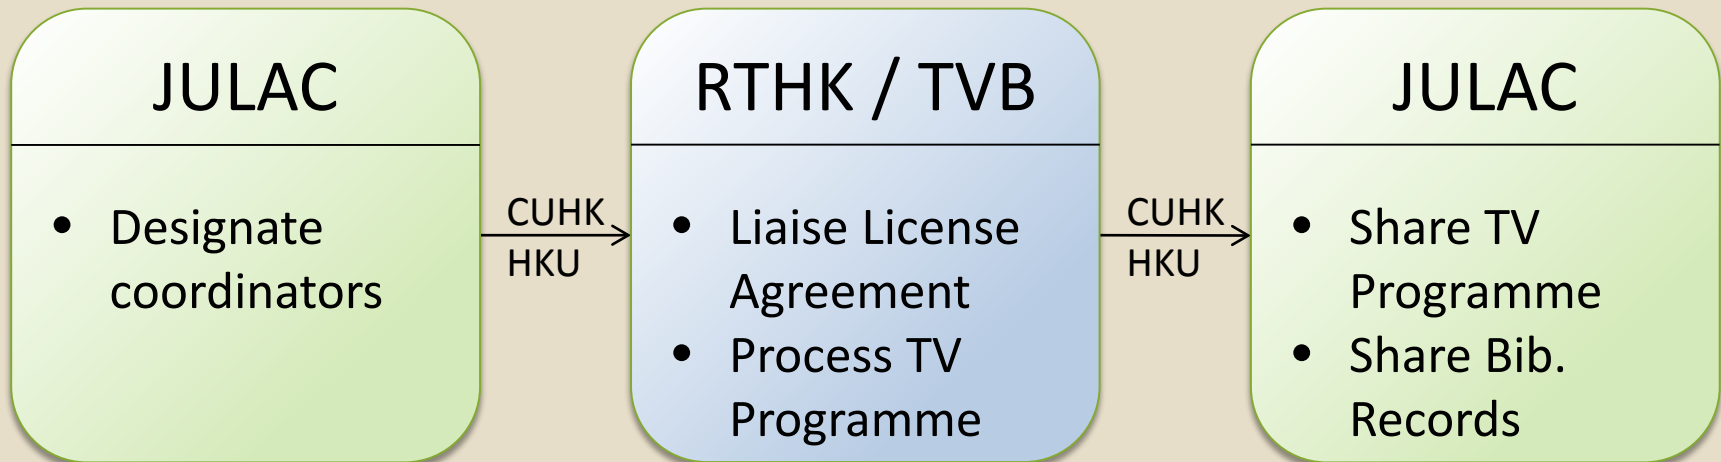 JULAC
• Designate
coordinators
CUHK
HKU
RTHK / TVB
• Liaise License
Agreement
• Process TV
Programme
CUHK
HKU
JULAC
• Share TV
Programme
• Share Bib.
Records